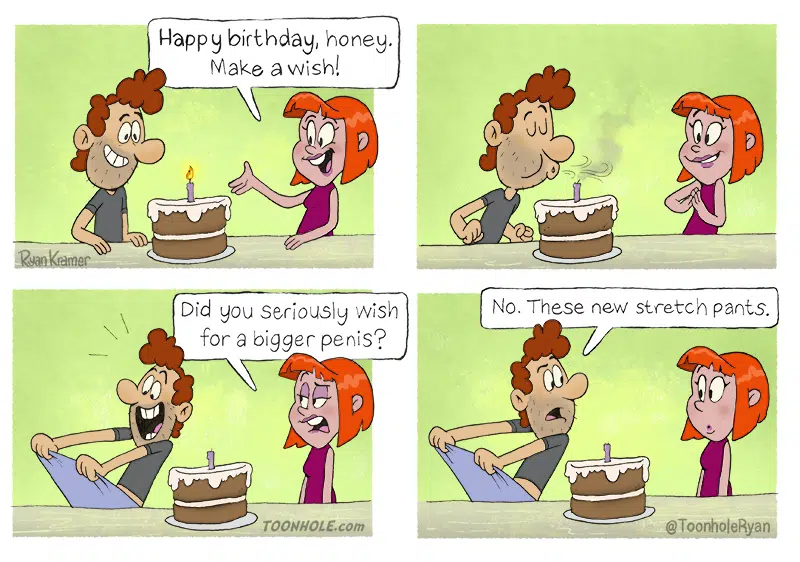 Happy birthday, honey.
Make a wish!
Ryan Kramer
Did you seriously wish
for a bigger penis?
TOONHOLE.com
No. These new stretch pants.
@ToonholeRyan